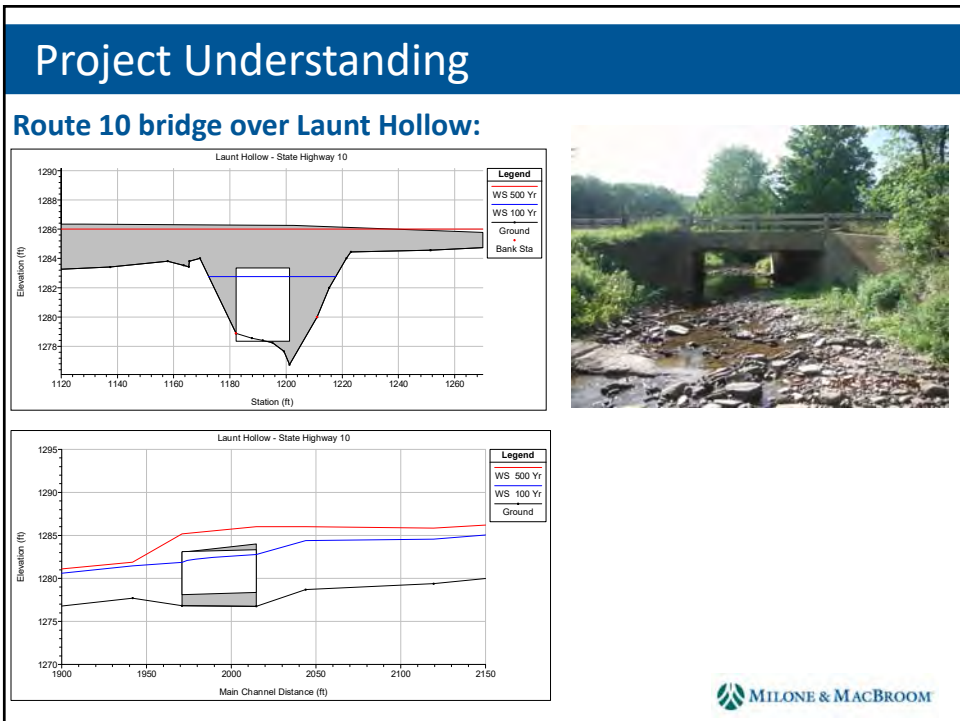 Project Understanding
Route 10 bridge over Launt Hollow:
Launt Hollow - State Highway 10
Elevation (ft)
1290
1288
1286
1284
1282
1280
1278
1120 1140 1160 1180 1200 1220 1240 1260
Station (ft)
Legend
WS 500 Yr
WS 100 Yr
Ground
Bank Sta
Launt Hollow - State Highway 10
Elevation (ft)
1295
1290
1285
1280
1275
1270
1900 1950 2000 2050 2100 2150
Main Channel Distance (ft)
Legend
WS 500 Yr
WS 100 Yr
Ground
MILONE & MACBROOM